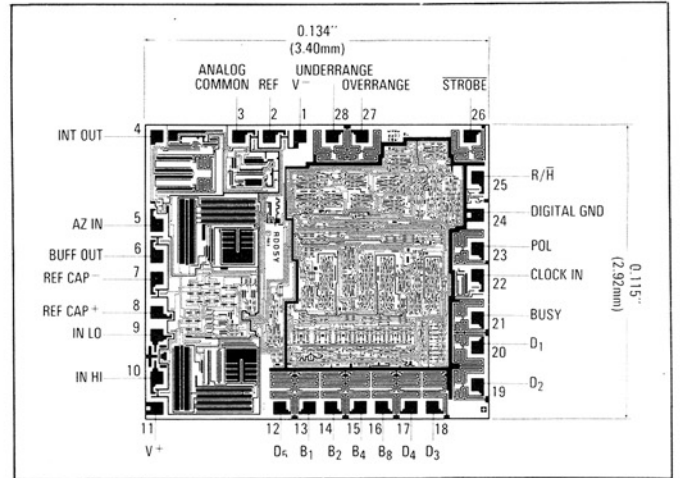 0.134"
(3.40mm)
ANALOG
COMMON
REF
V⁻
UNDERRANGE
OVERRANGE
STROBE
4 3 2 1 28 27 26
INT OUT
5
AZ IN
6
BUFF OUT
7
REF CAP⁻
8
REF CAP⁺
9
IN LO
10
IN HI
11
V⁺
25
R/H
24
DIGITAL GND
23
POL
22
CLOCK IN
21
BUSY
20
D1
19
D2
0.115"
(2.92mm)
12 13 14 15 16 17 18
D5 B1 B2 B4 B8 D4 D3